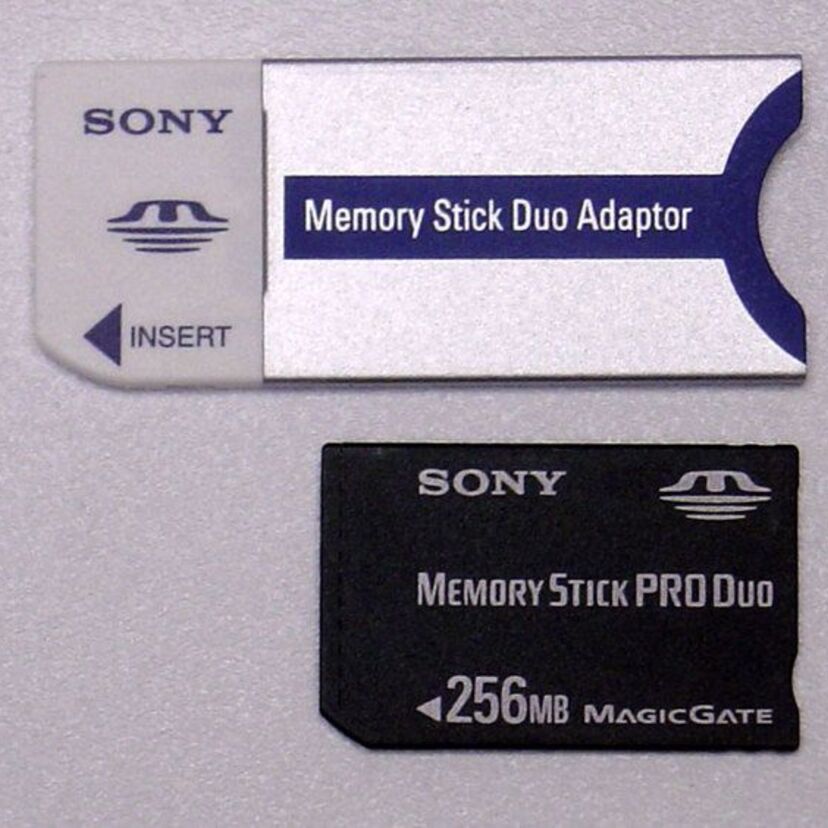 SONY
Memory Stick Duo Adaptor
INSERT
SONY
MEMORY STICK PRO DUO
256MB MAGICGATE